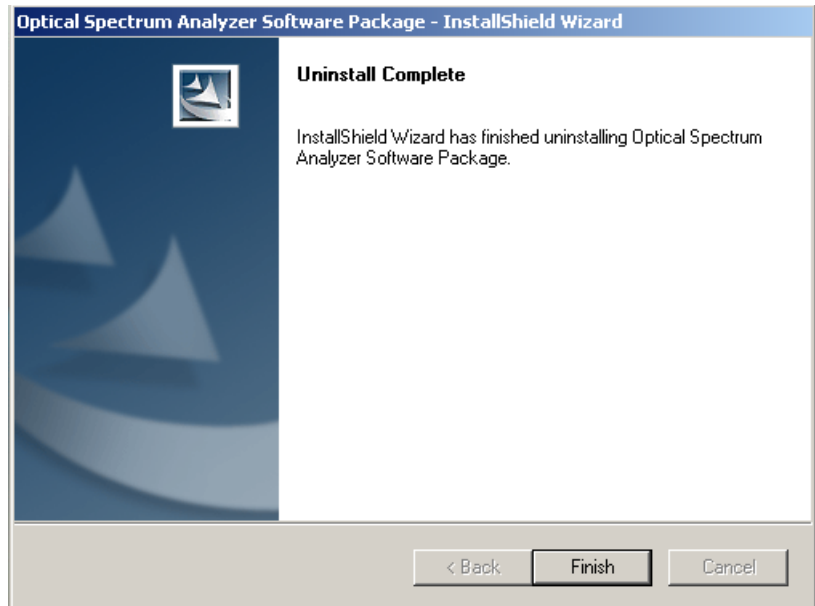 Optical Spectrum Analyzer Software Package - InstallShield Wizard
Uninstall Complete
InstallShield Wizard has finished uninstalling Optical Spectrum
Analyzer Software Package.
< Back
Finish
Cancel